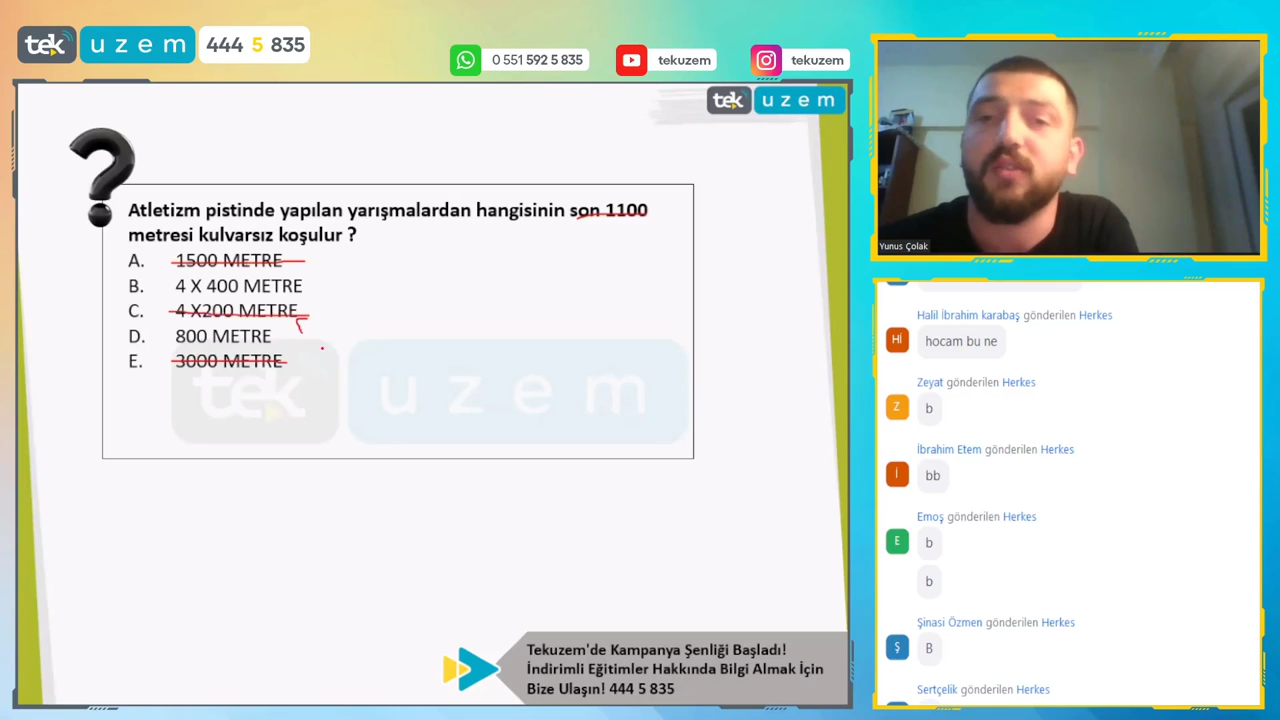 tek uzem 444 5 835
0 551 592 5 835
tekuzem
tekuzem
tek uzem
Atletizm pistinde yapılan yarışmalardan hangisinin son 1100
metresi kulvarsız koşulur ?
A. 1500 METRE
B. 4 X 400 METRE
C. 4 X200 METRE
D. 800 METRE
E. 3000 METRE
tek uzem
Tekuzem'de Kampanya Şenliği Başladı!
İndirimli Eğitimler Hakkında Bilgi Almak İçin
Bize Ulaşın! 444 5 835
Yunus Çolak
Halil İbrahim karabaş gönderilen Herkes
Hİ
hocam bu ne
Zeyat gönderilen Herkes
Z
b
İbrahim Etem gönderilen Herkes
İ
bb
Emoş gönderilen Herkes
E
b
b
Şinasi Özmen gönderilen Herkes
Ş
B
Sertçelik gönderilen Herkes